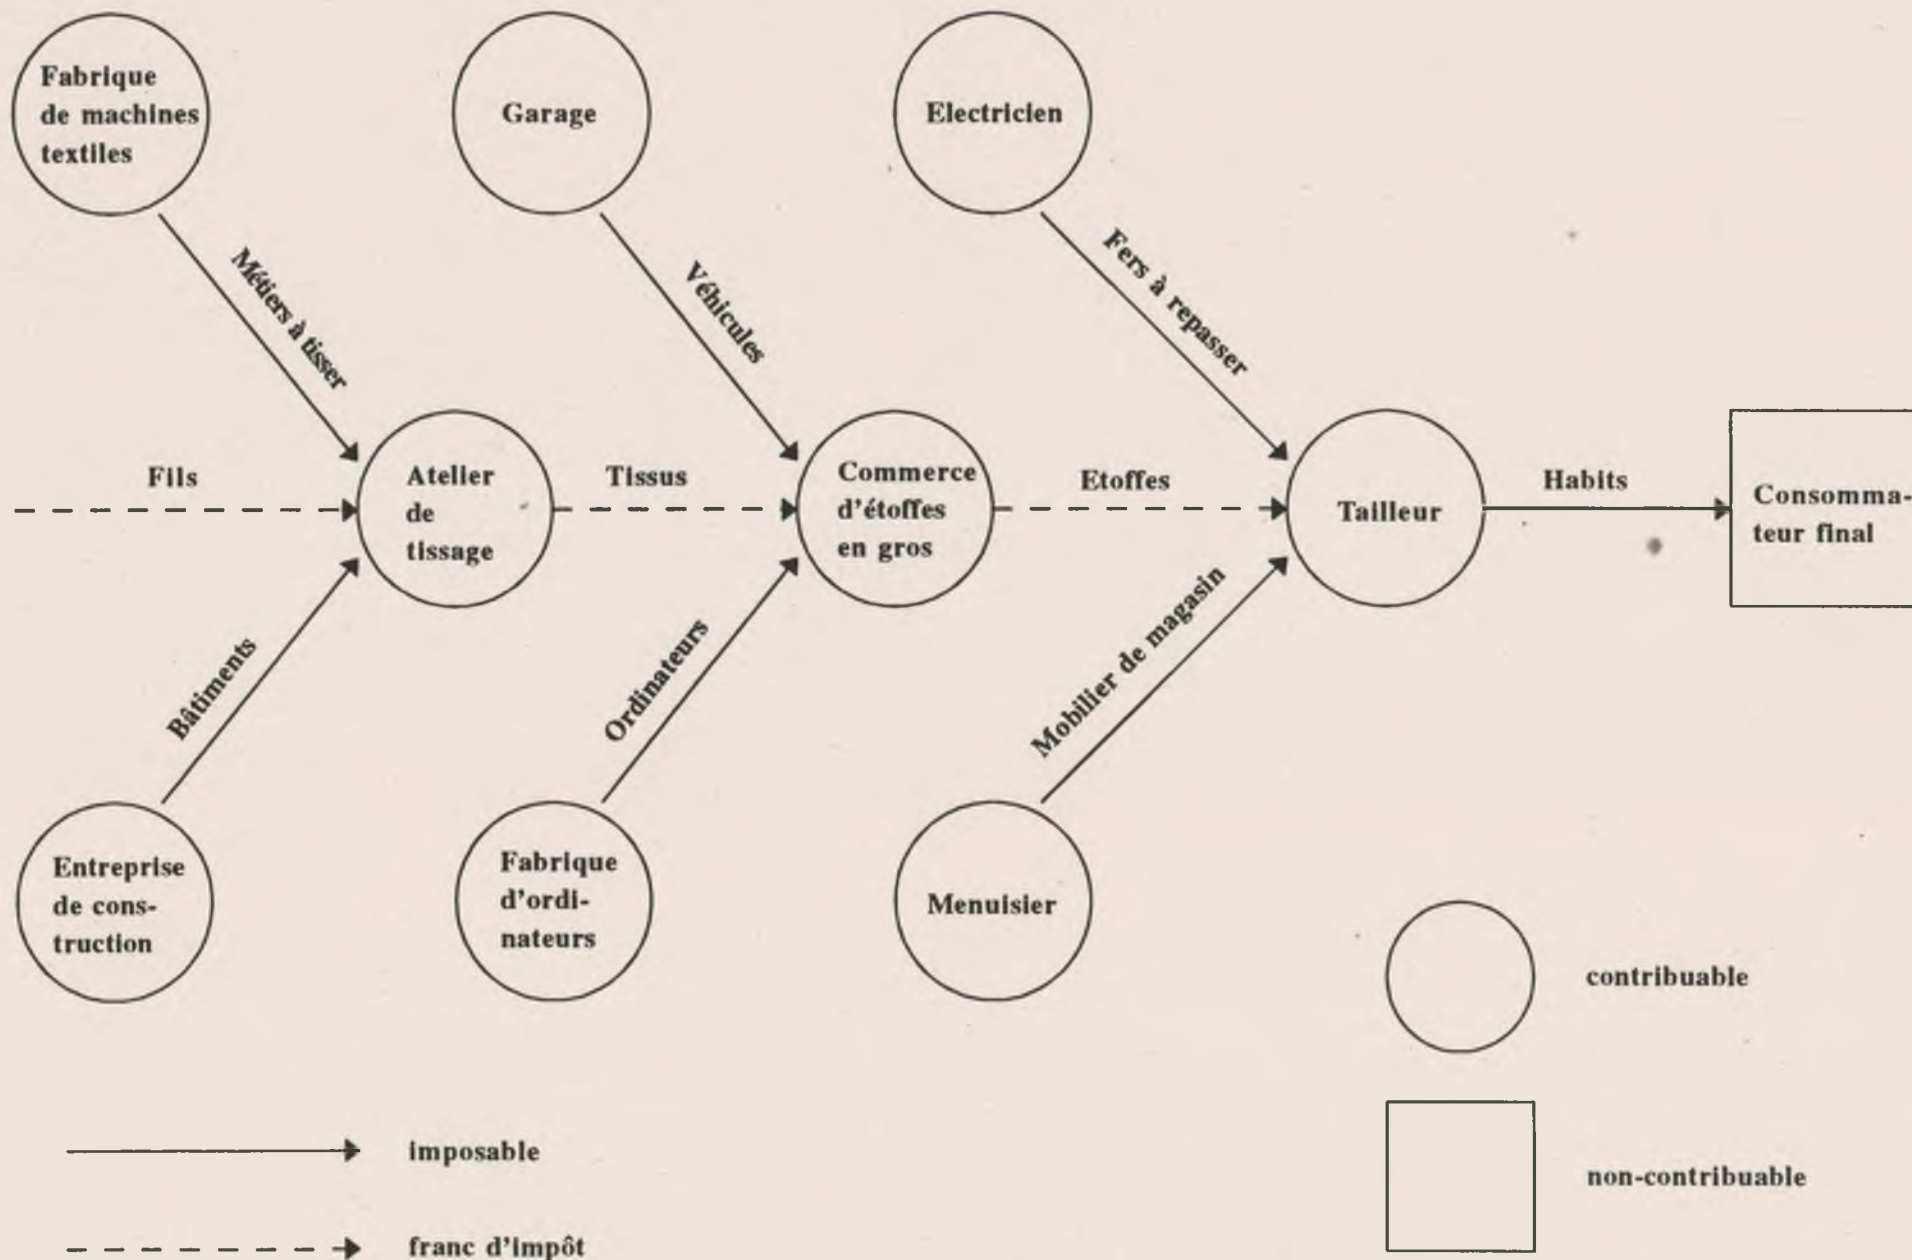 Fabrique
de machines
textiles
Garage
Electricien
Métiers à tisser
Véhicules
Fers à repasser
Fils
Atelier
de
tissage
Tissus
Commerce
d'étoffes
en gros
Etoffes
Tailleur
Habits
Consomma-
teur final
Bâtiments
Ordinateurs
Mobilier de magasin
Entreprise
de cons-
truction
Fabrique
d'ordi-
nateurs
Menuisier
contribuable
imposable
non-contribuable
franc d'impôt